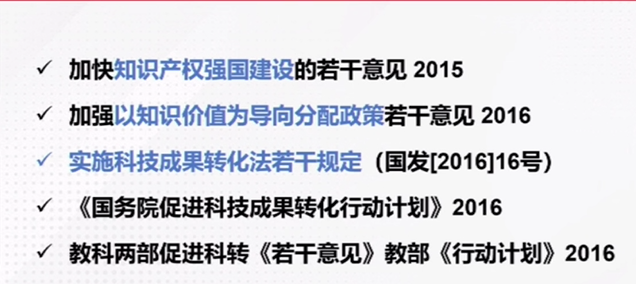 ✓ 加快知识产权强国建设的若干意见 2015
✓ 加强以知识价值为导向分配政策若干意见 2016
✓ 实施科技成果转化法若干规定（国发[2016]16号）
✓ 《国务院促进科技成果转化行动计划》2016
✓ 教科两部促进科转《若干意见》教部《行动计划》2016